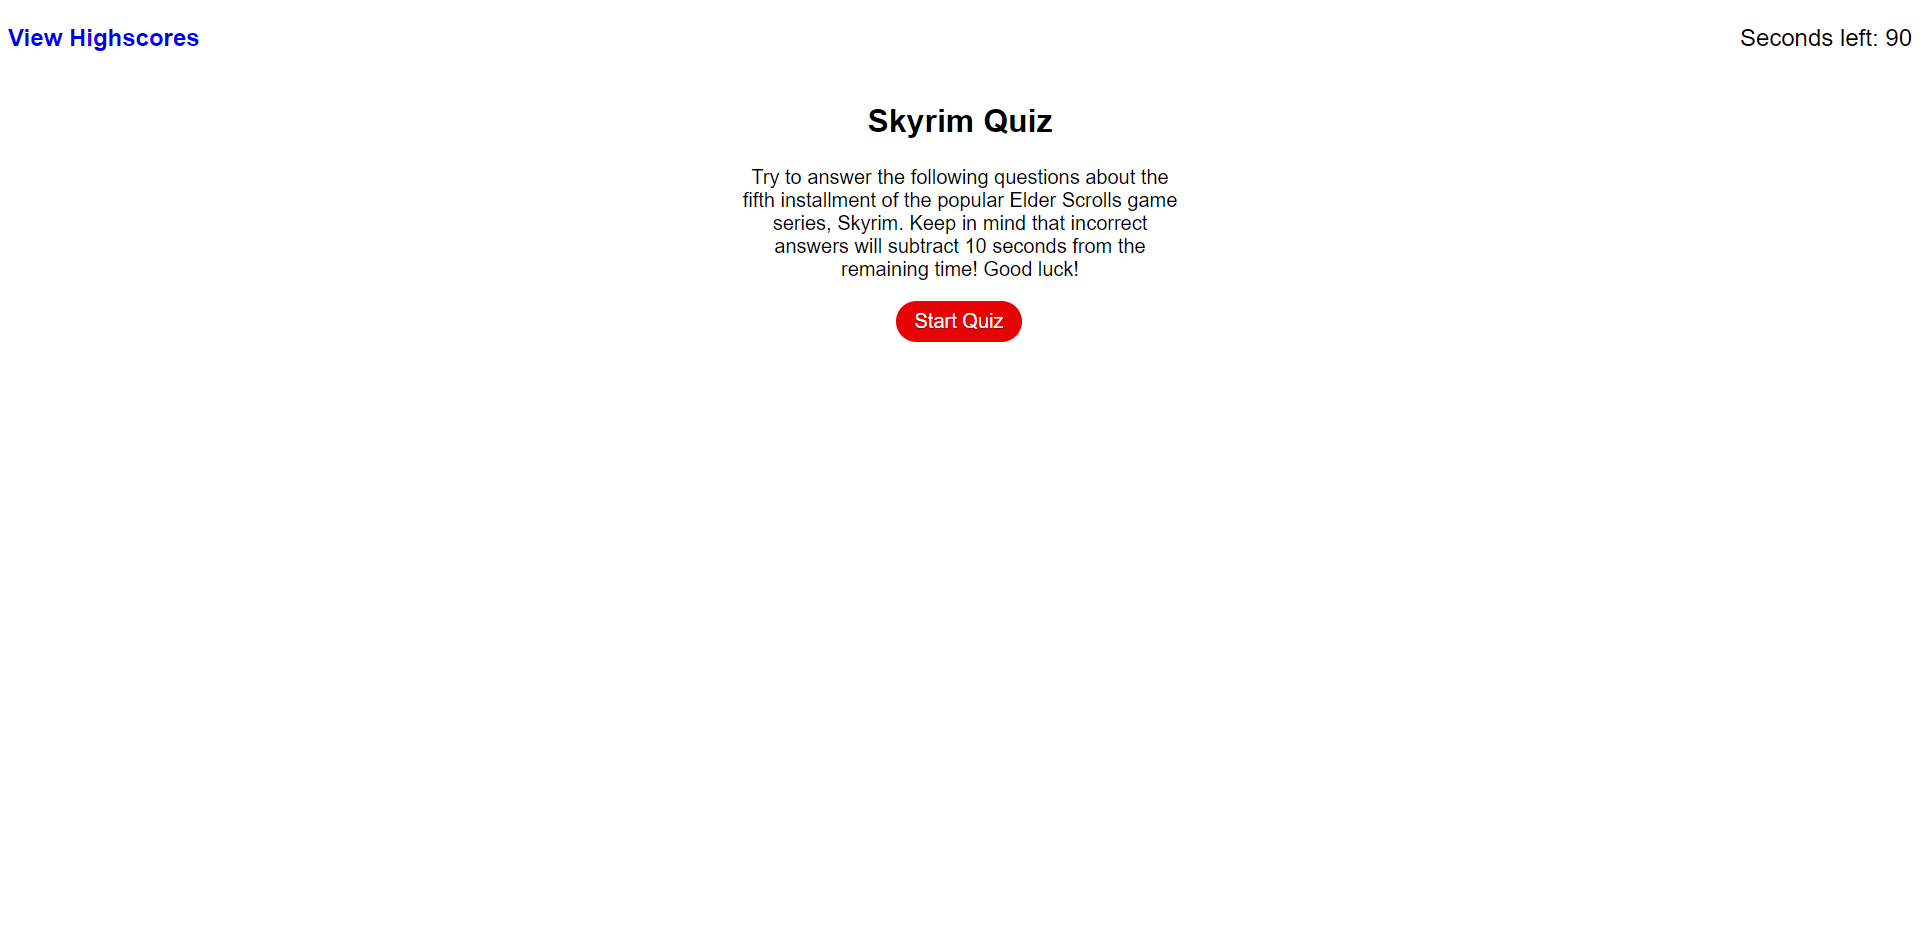 View Highscores
Seconds left: 90
Skyrim Quiz
Try to answer the following questions about the
fifth installment of the popular Elder Scrolls game
series, Skyrim. Keep in mind that incorrect
answers will subtract 10 seconds from the
remaining time! Good luck!
Start Quiz